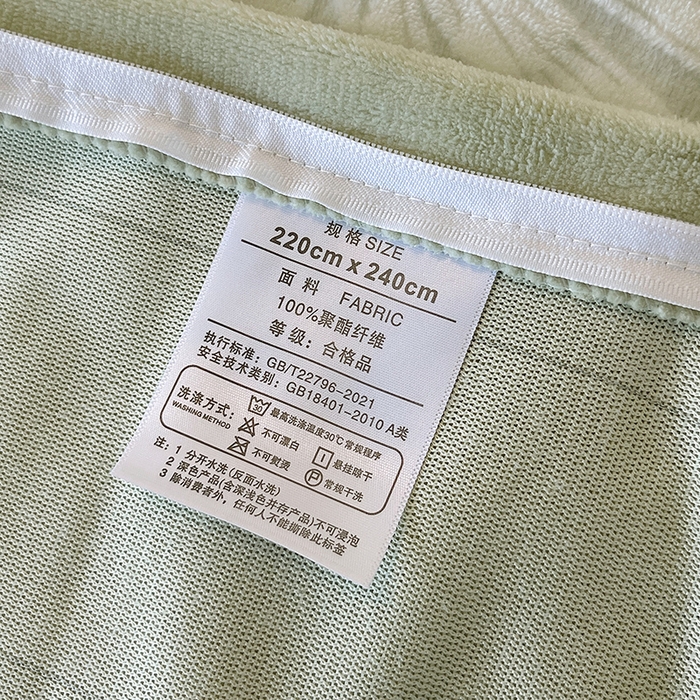 规格 SIZE
220cm x 240cm
面料 FABRIC
100%聚酯纤维
等级：合格品
执行标准：GB/T22796-2021
安全技术类别：GB18401-2010 A类
洗涤方式：
WASHING METHOD
30 最高洗涤温度30℃常规程序
不可漂白 悬挂晾干
不可熨烫 P 常规干洗
注：1 分开水洗(反面水洗)
2 深色产品(含深浅色并存产品)不可浸泡
3 除消费者外，任何人不能撕除此标签